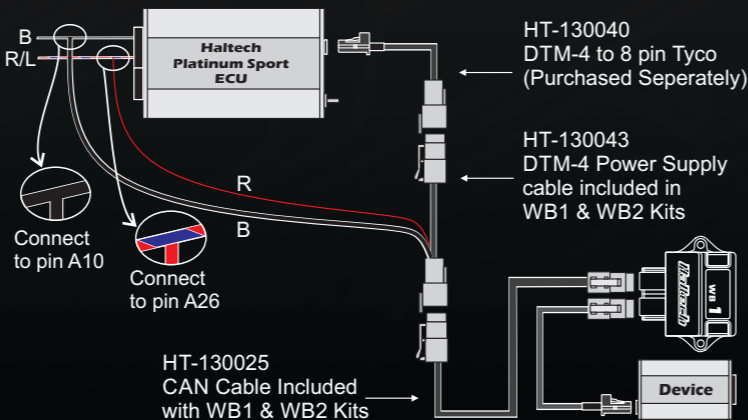 B
R/L
Haltech
Platinum Sport
ECU
HT-130040
DTM-4 to 8 pin Tyco
(Purchased Seperately)
HT-130043
DTM-4 Power Supply
cable included in
WB1 & WB2 Kits
R
B
Connect
to pin A10
Connect
to pin A26
Haltech
WB 1
HT-130025
CAN Cable Included
with WB1 & WB2 Kits
Device